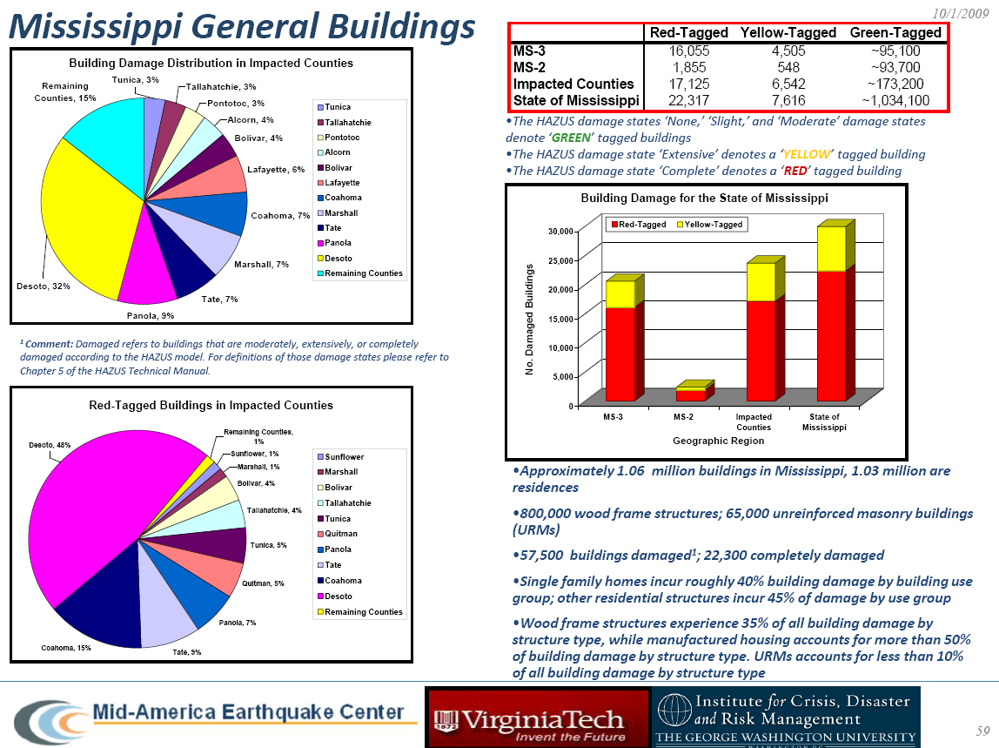 Mississippi General Buildings
10/1/2009
Building Damage Distribution in Impacted Counties
Tunica, 3%
Remaining
Counties, 15%
Tallahatchie, 3%
Pontotoc, 3%
Alcorn, 4%
Bolivar, 4%
Lafayette, 6%
Coahoma, 7%
Marshall, 7%
Tate, 7%
Panola, 9%
Desoto, 32%
Tunica
Tallahatchie
Pontotoc
Alcorn
Bolivar
Lafayette
Coahoma
Marshall
Tate
Panola
Desoto
Remaining Counties
1 Comment: Damaged refers to buildings that are moderately, extensively, or completely
damaged according to the HAZUS model. For definitions of those damage states please refer to
Chapter 5 of the HAZUS Technical Manual.
Red-Tagged Buildings in Impacted Counties
Remaining Counties,
1%
Desoto, 48%
Sunflower, 1%
Marshall, 1%
Bolivar, 4%
Tallahatchie, 4%
Tunica, 5%
Quitman, 5%
Panola, 7%
Tate, 9%
Coahoma, 15%
Sunflower
Marshall
Bolivar
Tallahatchie
Tunica
Quitman
Panola
Tate
Coahoma
Desoto
Remaining Counties
Red-Tagged Yellow-Tagged Green-Tagged
MS-3 16,055 4,505 ~95,100
MS-2 1,855 548 ~93,700
Impacted Counties 17,125 6,542 ~173,200
State of Mississippi 22,317 7,616 ~1,034,100
•The HAZUS damage states ‘None,’ ‘Slight,’ and ‘Moderate’ damage states
denote ‘GREEN’ tagged buildings
•The HAZUS damage state ‘Extensive’ denotes a ‘YELLOW’ tagged building
•The HAZUS damage state ‘Complete’ denotes a ‘RED’ tagged building
Building Damage for the State of Mississippi
Red-Tagged Yellow-Tagged
No. Damaged Buildings
30,000
25,000
20,000
15,000
10,000
5,000
0
MS-3 MS-2 Impacted State of
Counties Mississippi
Geographic Region
•Approximately 1.06 million buildings in Mississippi, 1.03 million are
residences
•800,000 wood frame structures; 65,000 unreinforced masonry buildings
(URMs)
•57,500 buildings damaged1; 22,300 completely damaged
•Single family homes incur roughly 40% building damage by building use
group; other residential structures incur 45% of damage by use group
•Wood frame structures experience 35% of all building damage by
structure type, while manufactured housing accounts for more than 50%
of building damage by structure type. URMs accounts for less than 10%
of all building damage by structure type
Mid-America Earthquake Center
1872 VirginiaTech
Invent the Future
Institute for Crisis, Disaster
and Risk Management
THE GEORGE WASHINGTON UNIVERSITY
WASHINGTON DC
59